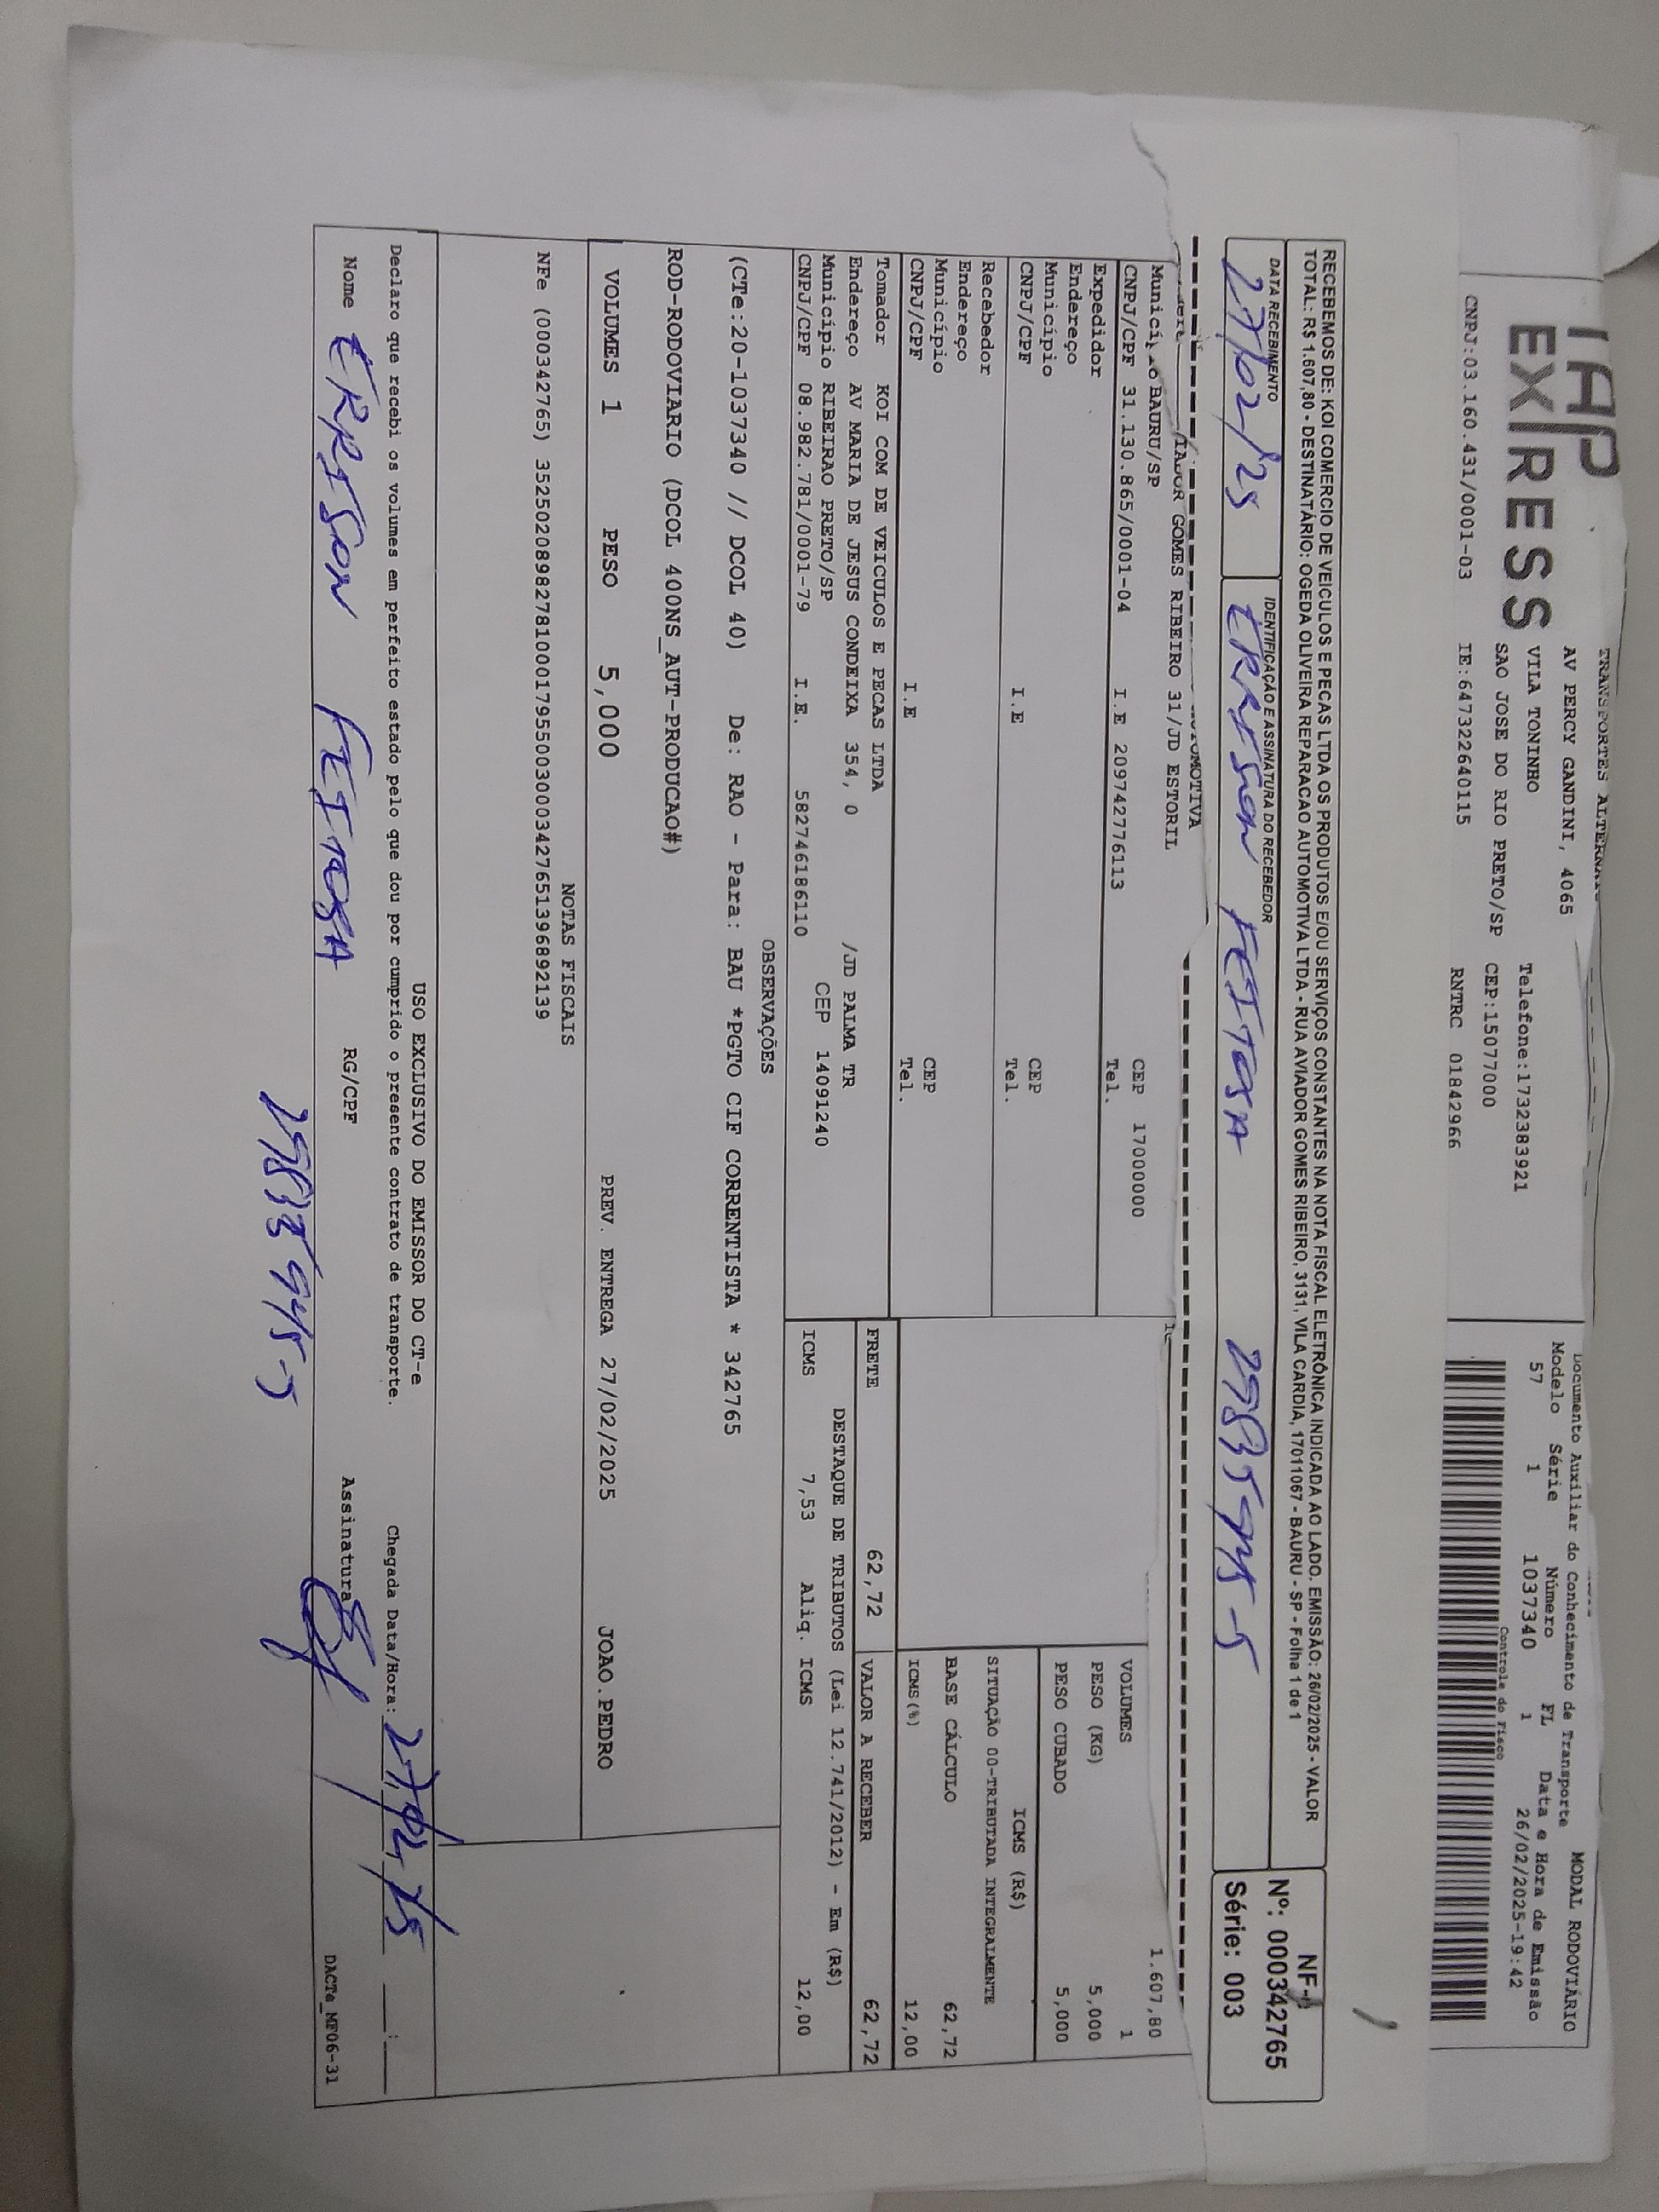 TAP
EXPRESS
CNPJ:03.160.431/0001-03
TRANSPORTES
AV PERCY GANDINI, 4065
VILA TONINHO
SAO JOSE DO RIO PRETO/SP
IE:647322640115
Telefone:1732383921
CEP:15077000
RNTRC 01842966
Documento Auxiliar do Conhecimento de Transporte
MODAL RODOVIÁRIO
Modelo Série Número FL Data e Hora de Emissão
57 1 1037340 1 26/02/2025-19:42
Controle do Fisco
RECEBEMOS DE: KOI COMERCIO DE VEICULOS E PECAS LTDA OS PRODUTOS E/OU SERVIÇOS CONSTANTES NA NOTA FISCAL ELETRÔNICA INDICADA AO LADO. EMISSÃO: 26/02/2025 - VALOR
TOTAL: R$ 1.607,80 - DESTINATÁRIO: OGEDA OLIVEIRA REPARACAO AUTOMOTIVA LTDA - RUA AVIADOR GOMES RIBEIRO, 3131, VILA CARDIA, 17011067 - BAURU - SP - Folha 1 de 1
DATA RECEBIMENTO
27/02/25
IDENTIFICAÇÃO E ASSINATURA DO RECEBEDOR
ERRISON FEITOSA
NF-e
Nº: 000342765
Série: 003
GOMES RIBEIRO 31/JD ESTORIL
Município BAURU/SP
CNPJ/CPF 31.130.865/0001-04 I.E 209742776113
CEP 17000000
Tel.
Expedidor
Endereço
Município CEP
CNPJ/CPF I.E Tel.
Recebedor
Endereço
Município CEP
CNPJ/CPF I.E Tel.
Tomador KOI COM DE VEICULOS E PECAS LTDA
Endereço AV MARIA DE JESUS CONDEIXA 354, 0 /JD PALMA TR
Município RIBEIRAO PRETO/SP CEP 14091240
CNPJ/CPF 08.982.781/0001-79 I.E. 582746186110
1.607,80
VOLUMES 1
PESO (KG) 5,000
PESO CUBADO 5,000
ICMS (R$)
SITUAÇÃO 00-TRIBUTADA INTEGRALMENTE
BASE CÁLCULO 62,72
ICMS(%) 12,00
FRETE 62,72 VALOR A RECEBER 62,72
DESTAQUE DE TRIBUTOS (Lei 12.741/2012) - Em (R$)
ICMS 7,53 Aliq. ICMS 12,00
OBSERVAÇÕES
(CTe:20-1037340 // DCOL 40) De: RAO - Para: BAU *PGTO CIF CORRENTISTA * 342765
ROD-RODOVIARIO (DCOL 400NS_AUT-PRODUCAO#)
VOLUMES 1 PESO 5,000 PREV. ENTREGA 27/02/2025 JOAO.PEDRO
NOTAS FISCAIS
NFe (000342765) 35250208982781000179550030003427651396892139
USO EXCLUSIVO DO EMISSOR DO CT-e
Declaro que recebi os volumes em perfeito estado pelo que dou por cumprido o presente contrato de transporte.
Chegada Data/Hora: 27/02/25 __:__
Nome ERRISON FEITOSA RG/CPF
Assinatura
DACTe_MF06-31